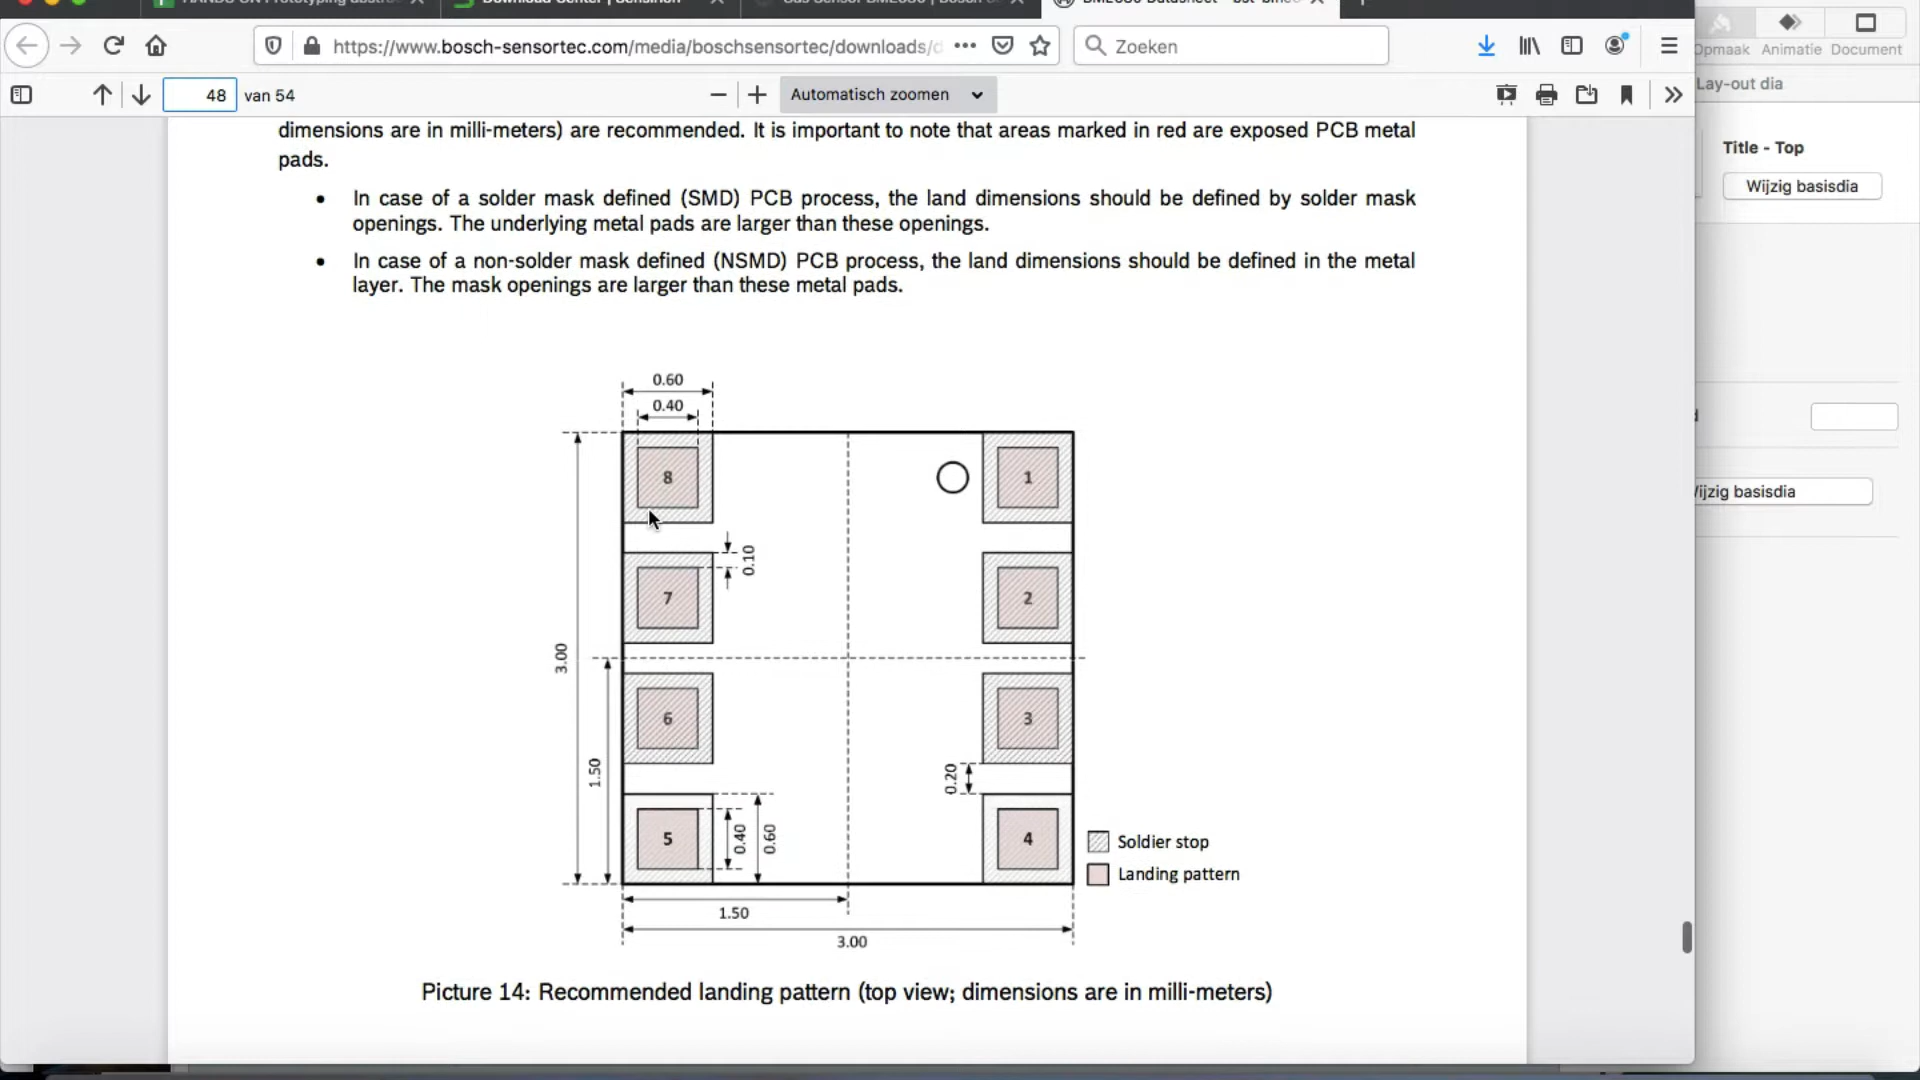 Download Center | Sensirion
https://www.bosch-sensortec.com/media/boschsensortec/downloads/d
Zoeken
Opmaak Animatie Document
48 van 54
Automatisch zoomen
Lay-out dia
dimensions are in milli-meters) are recommended. It is important to note that areas marked in red are exposed PCB metal
pads.
Title - Top
Wijzig basisdia
• In case of a solder mask defined (SMD) PCB process, the land dimensions should be defined by solder mask
openings. The underlying metal pads are larger than these openings.
• In case of a non-solder mask defined (NSMD) PCB process, the land dimensions should be defined in the metal
layer. The mask openings are larger than these metal pads.
0.60
0.40
8
1
Wijzig basisdia
0.10
7
2
3.00
6
3
1.50
0.20
5
0.40
0.60
4
Soldier stop
Landing pattern
1.50
3.00
Picture 14: Recommended landing pattern (top view; dimensions are in milli-meters)